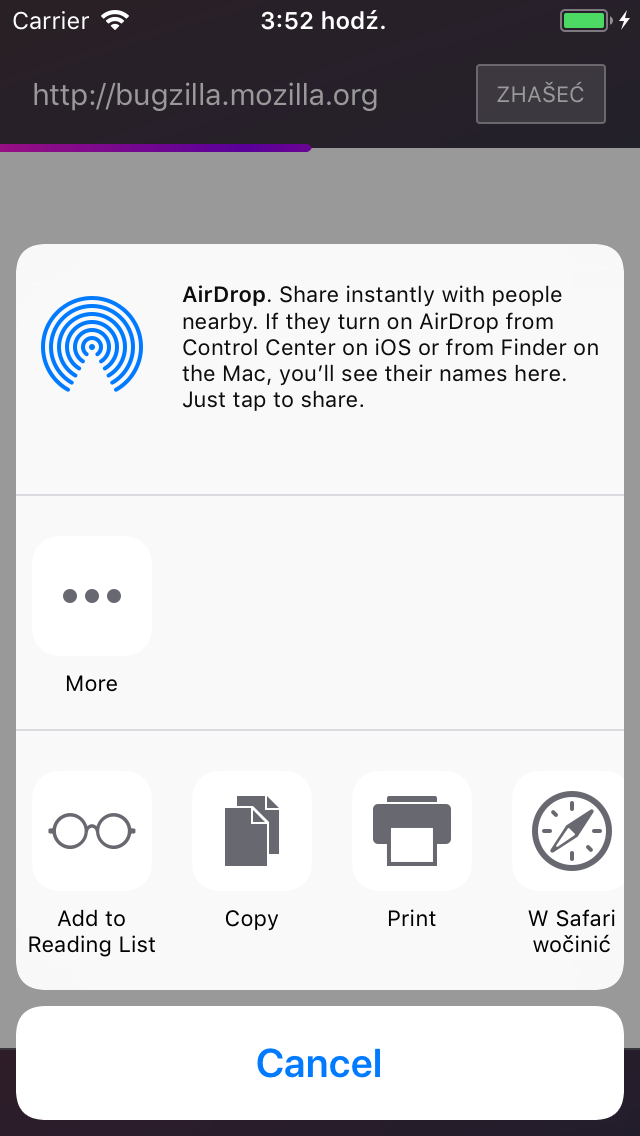 Carrier 3:52 hodź.
http://bugzilla.mozilla.org ZHAŠEĆ
AirDrop. Share instantly with people
nearby. If they turn on AirDrop from
Control Center on iOS or from Finder on
the Mac, you’ll see their names here.
Just tap to share.
More
Add to
Reading List
Copy
Print
W Safari
wočinić
Cancel